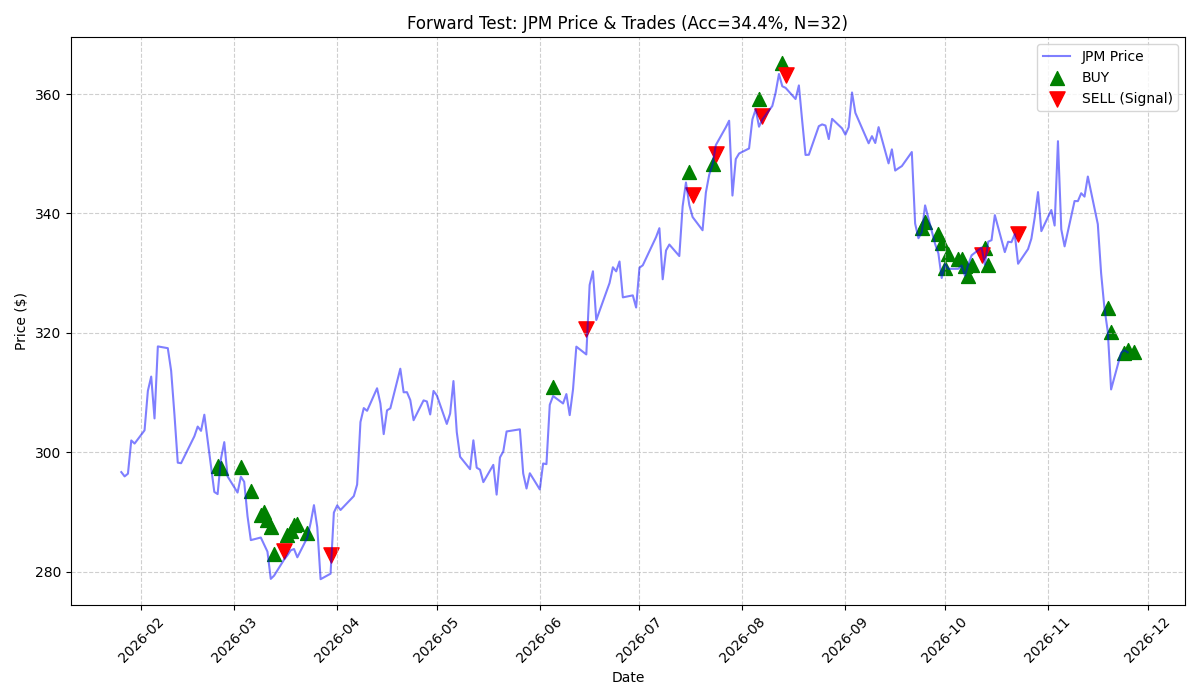 Forward Test: JPM Price & Trades (Acc=34.4%, N=32)
JPM Price
BUY
SELL (Signal)
Price ($)
360
340
320
300
280
2026-02
2026-03
2026-04
2026-05
2026-06
2026-07
2026-08
2026-09
2026-10
2026-11
2026-12
Date